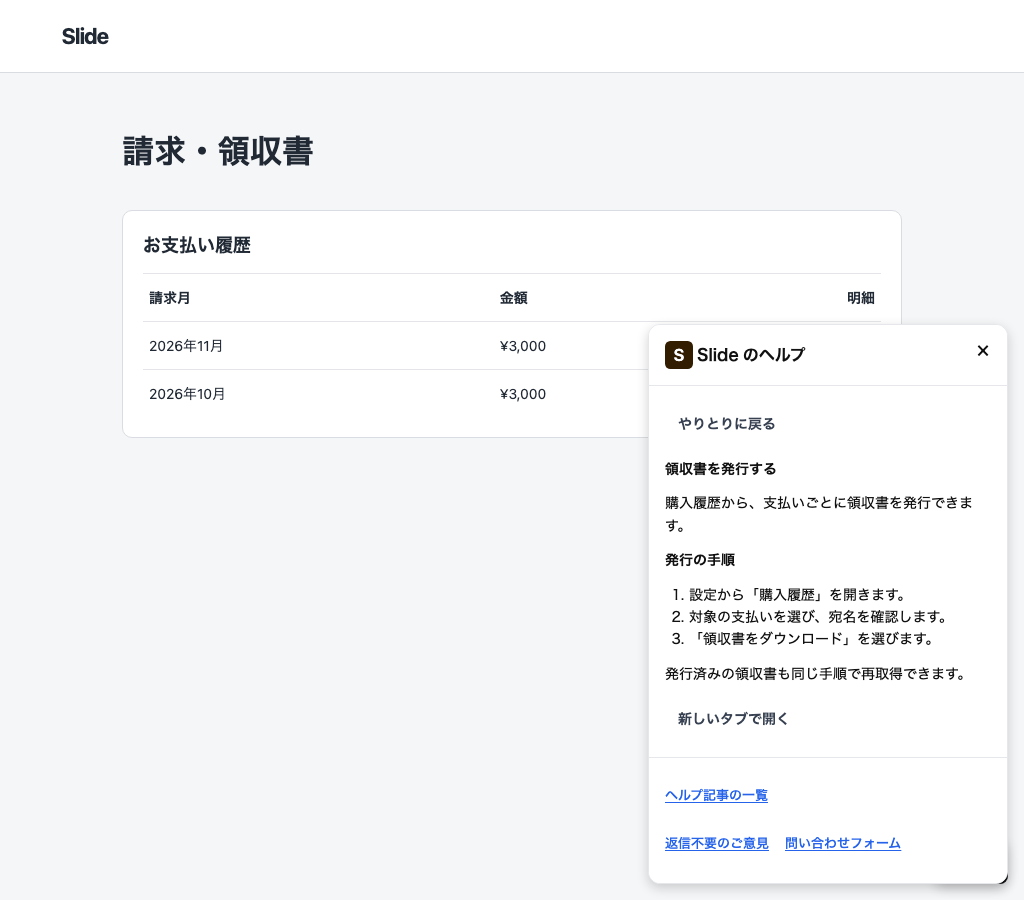 Slide
請求・領収書
お支払い履歴
請求月 金額 明細
2026年11月 ¥3,000
2026年10月 ¥3,000
S Slide のヘルプ ×
やりとりに戻る
領収書を発行する
購入履歴から、支払いごとに領収書を発行できま
す。
発行の手順
1. 設定から「購入履歴」を開きます。
2. 対象の支払いを選び、宛名を確認します。
3. 「領収書をダウンロード」を選びます。
発行済みの領収書も同じ手順で再取得できます。
新しいタブで開く
ヘルプ記事の一覧
返信不要のご意見 問い合わせフォーム